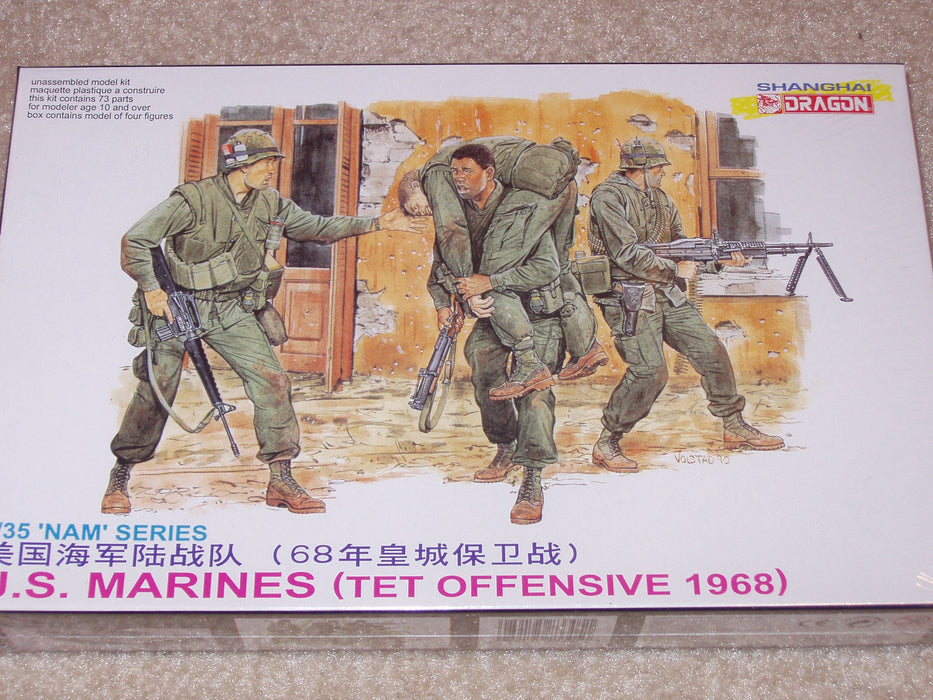 unassembled model kit
maquette plastique a construire
this kit contains 73 parts
for modeler age 10 and over
box contains model of four figures
SHANGHAI
DRAGON
VOLSTAD '90
/35 'NAM' SERIES
美国海军陆战队 (68年皇城保卫战)
U.S. MARINES (TET OFFENSIVE 1968)